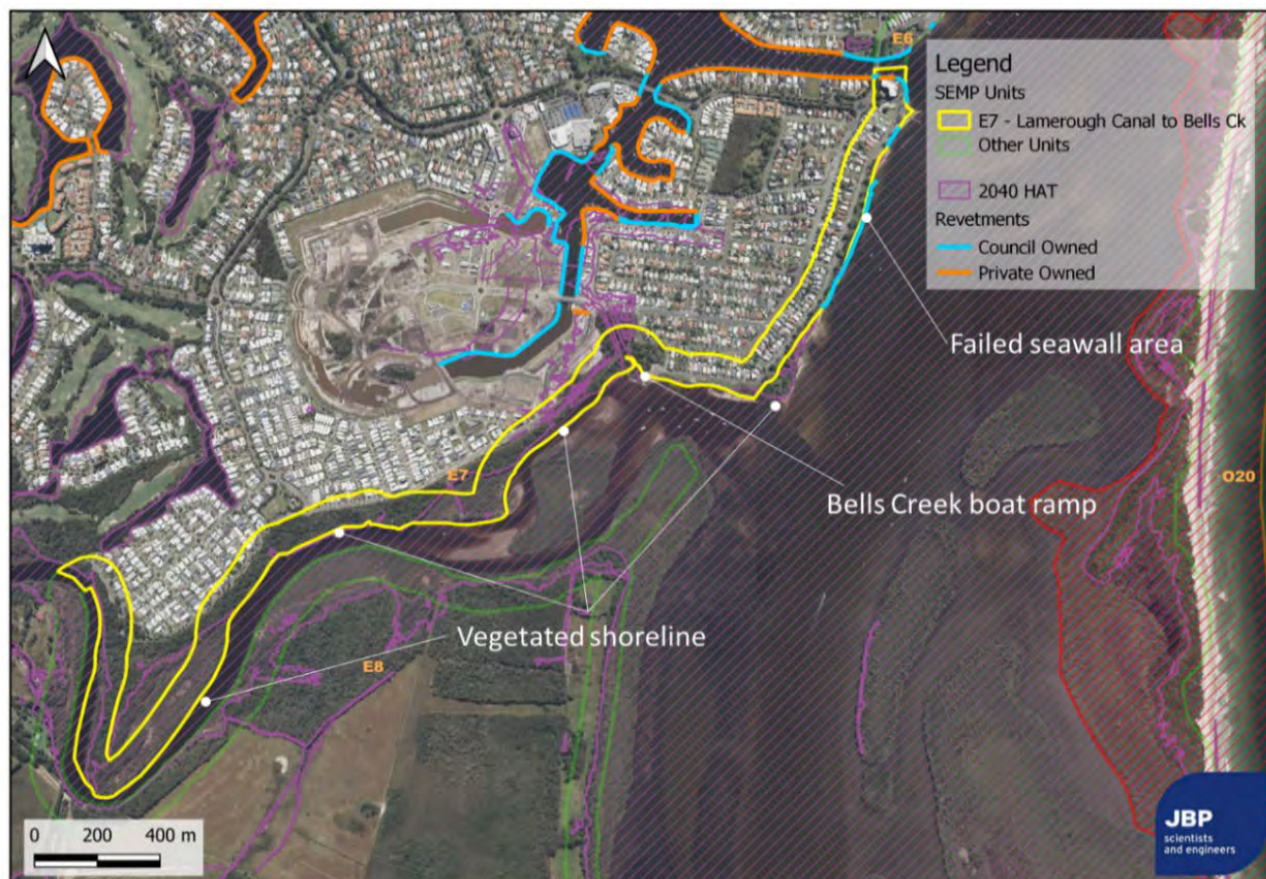 E6
Legend
SEMP Units
E7 - Lamerough Canal to Bells Ck
Other Units
2040 HAT
Revetments
Council Owned
Private Owned
Failed seawall area
E7
O20
Bells Creek boat ramp
Vegetated shoreline
E8
0 200 400 m
JBP
scientists
and engineers